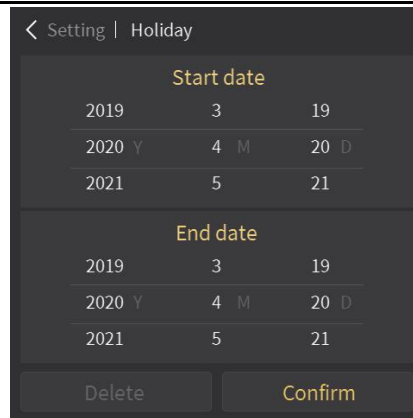 Setting | Holiday
Start date
2019 3 19
2020 Y 4 M 20 D
2021 5 21
End date
2019 3 19
2020 Y 4 M 20 D
2021 5 21
Delete Confirm